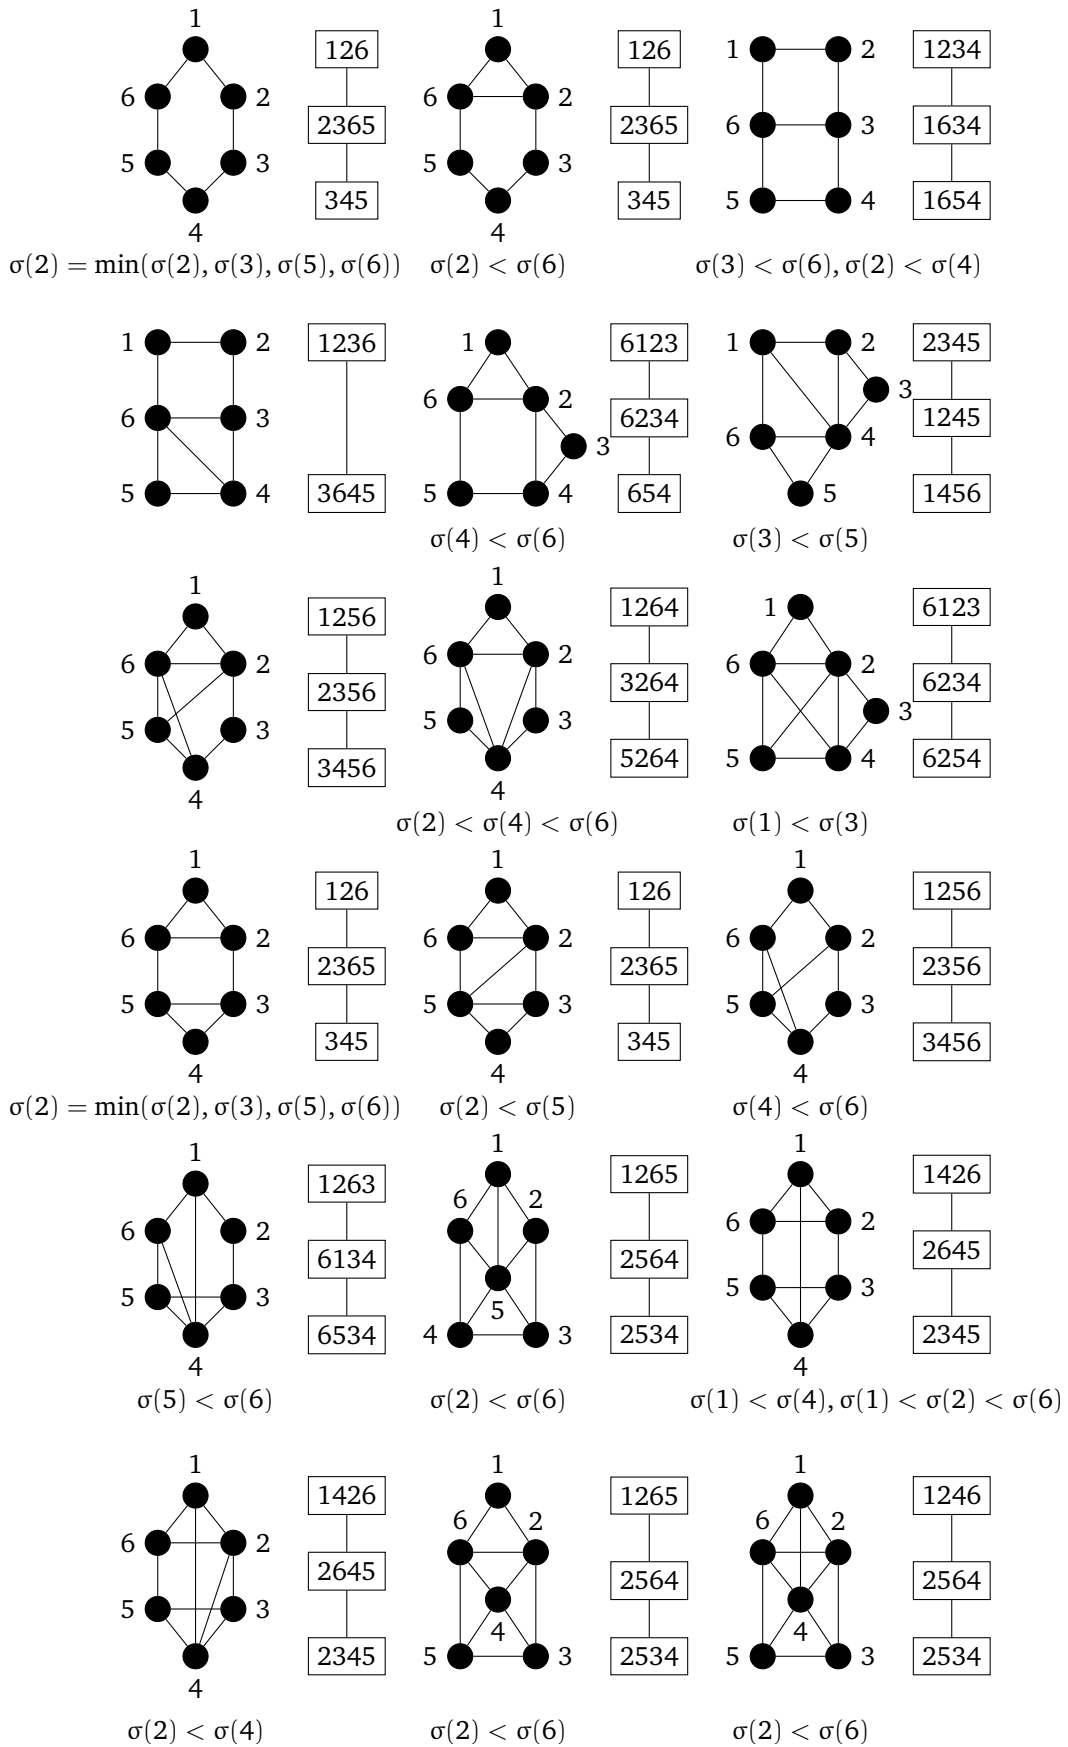 1 126 1 126 1 2 1234
6 2 2365 6 2 2365 6 3 1634
5 3 345 5 3 345 5 4 1654
4 4
σ(2) = min(σ(2), σ(3), σ(5), σ(6)) σ(2) < σ(6) σ(3) < σ(6), σ(2) < σ(4)
1 2 1236 1 6123 1 2 2345
6 3 6 2 3 6234 3 1245
5 4 3645 5 4 654 6 4 5 1456
σ(4) < σ(6) σ(3) < σ(5)
1 1256 1 1264 1 6123
6 2 2356 6 2 3264 6 2 3 6234
5 3 3456 5 3 5264 5 4 6254
4 4
σ(2) < σ(4) < σ(6) σ(1) < σ(3)
1 126 1 126 1 1256
6 2 2365 6 2 2365 6 2 2356
5 3 345 5 3 345 5 3 3456
4 4 4
σ(2) = min(σ(2), σ(3), σ(5), σ(6)) σ(2) < σ(5) σ(4) < σ(6)
1 1263 1 1265 1 1426
6 2 6134 6 2 2564 6 2 2645
5 3 6534 5 4 3 2534 5 3 2345
4 4
σ(5) < σ(6) σ(2) < σ(6) σ(1) < σ(4), σ(1) < σ(2) < σ(6)
1 1426 1 1265 1 1246
6 2 2645 6 2 2564 6 2 2564
5 3 2345 4 5 3 2534 4 5 3 2534
4
σ(2) < σ(4) σ(2) < σ(6) σ(2) < σ(6)